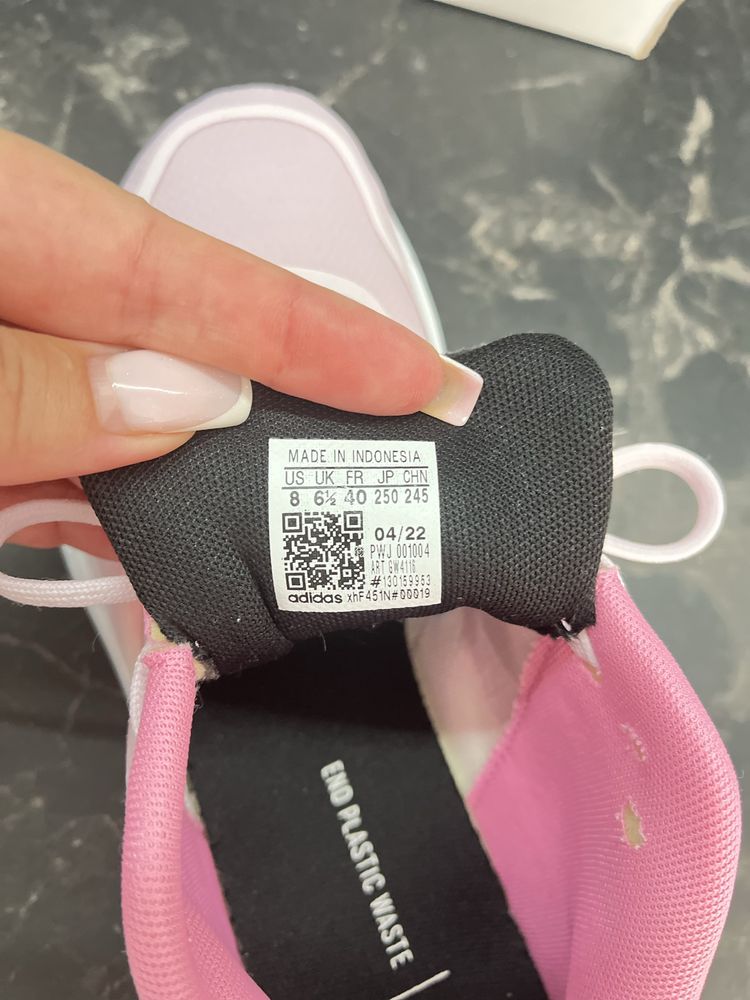 MADE IN INDONESIA
US UK FR JP CHN
8 6½ 40 250 245
04/22
PWJ 001004
ART GW4116
#130159953
adidas xhF451N#00019
END PLASTIC WASTE